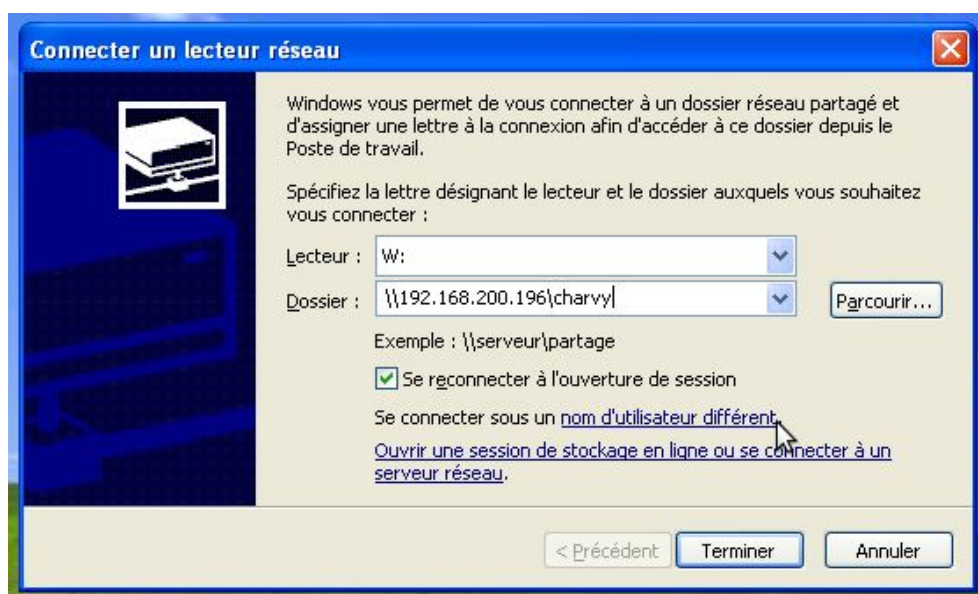 Connecter un lecteur réseau
Windows vous permet de vous connecter à un dossier réseau partagé et
d'assigner une lettre à la connexion afin d'accéder à ce dossier depuis le
Poste de travail.
Spécifiez la lettre désignant le lecteur et le dossier auxquels vous souhaitez
vous connecter :
Lecteur : W:
Dossier : \\192.168.200.196\charvy Parcourir...
Exemple : \\serveur\partage
Se reconnecter à l'ouverture de session
Se connecter sous un nom d'utilisateur différent.
Ouvrir une session de stockage en ligne ou se connecter à un
serveur réseau.
< Précédent Terminer Annuler